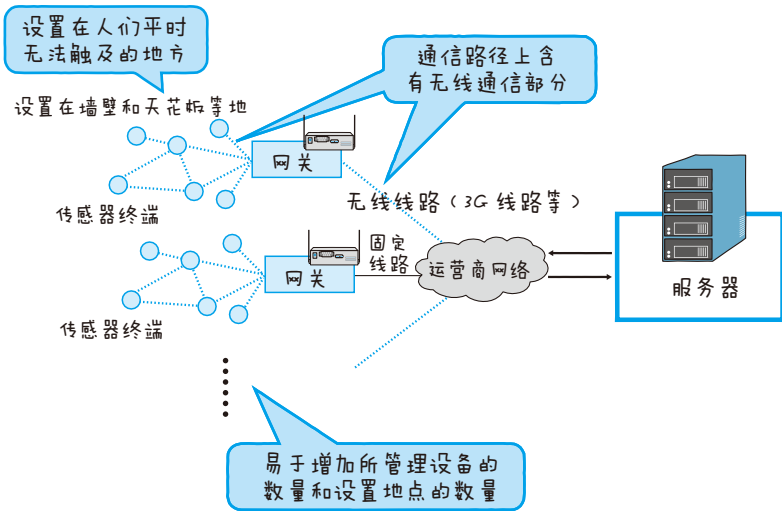 设置在人们平时
无法触及的地方
通信路径上含
有无线通信部分
设置在墙壁和天花板等地
网关
传感器终端
无线线路（3G 线路等）
固定
线路
网关
运营商网络
服务器
传感器终端
易于增加所管理设备的
数量和设置地点的数量